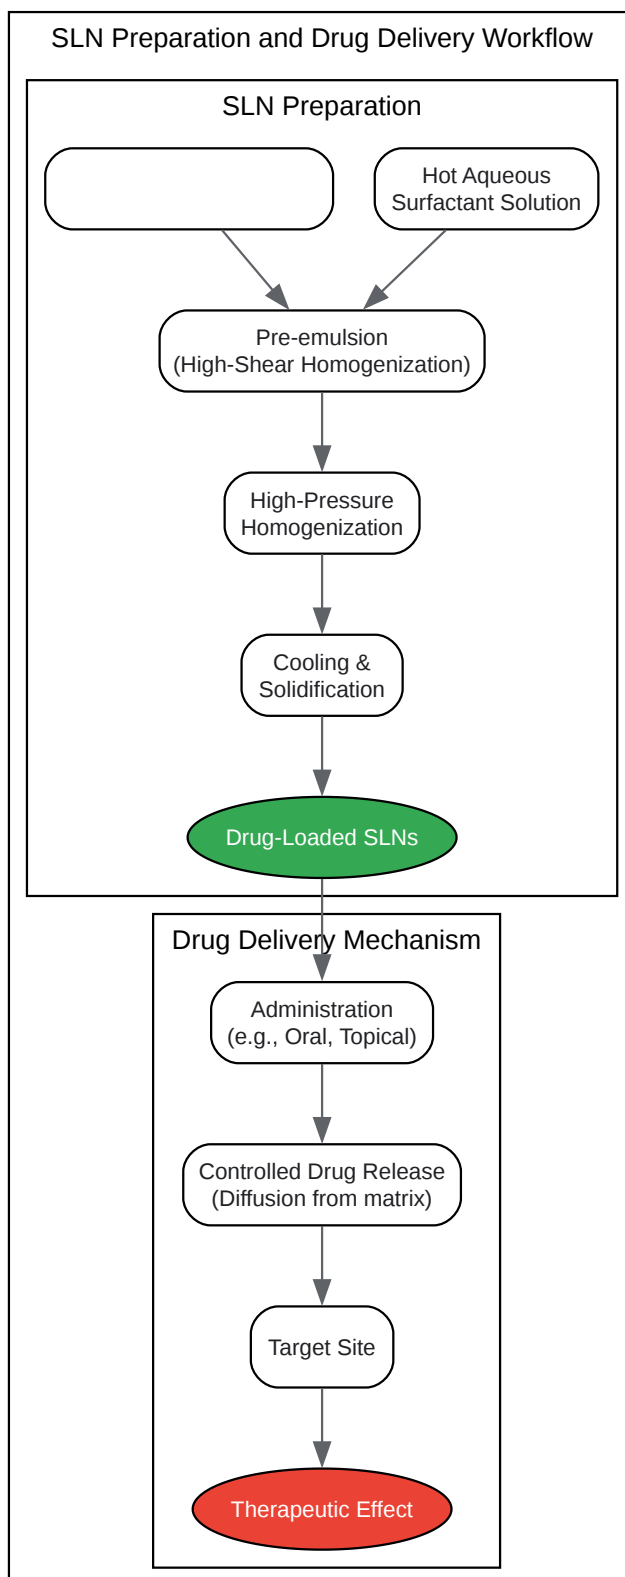 SLN Preparation and Drug Delivery Workflow
SLN Preparation
Hot Aqueous
Surfactant Solution
Pre-emulsion
(High-Shear Homogenization)
High-Pressure
Homogenization
Cooling &
Solidification
Drug-Loaded SLNs
Drug Delivery Mechanism
Administration
(e.g., Oral, Topical)
Controlled Drug Release
(Diffusion from matrix)
Target Site
Therapeutic Effect